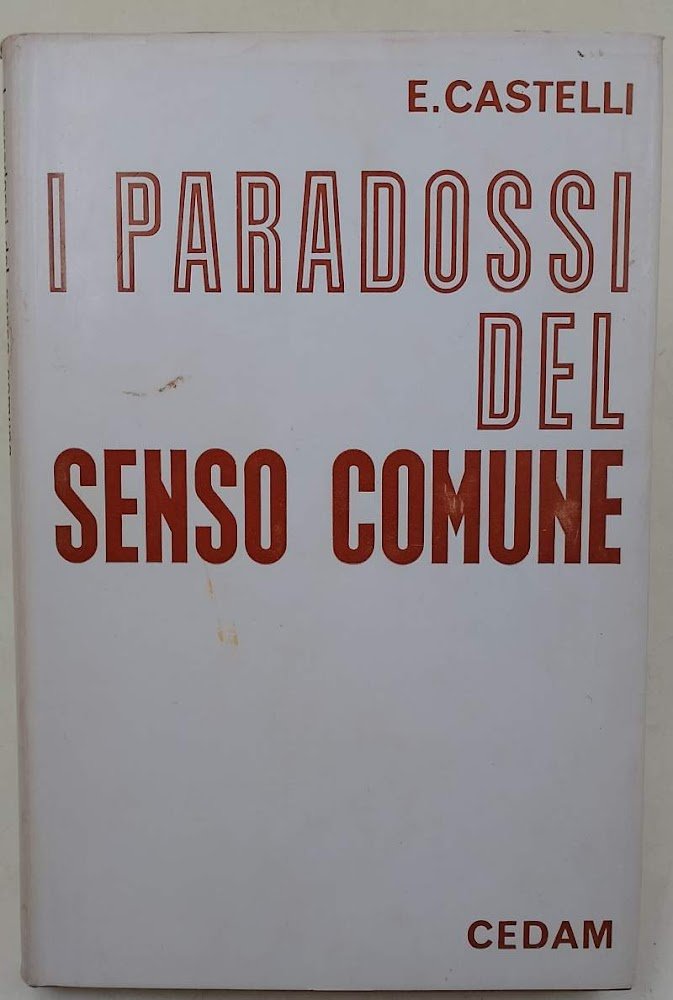 E. CASTELLI
I PARADOSSI
DEL
SENSO COMUNE
CEDAM